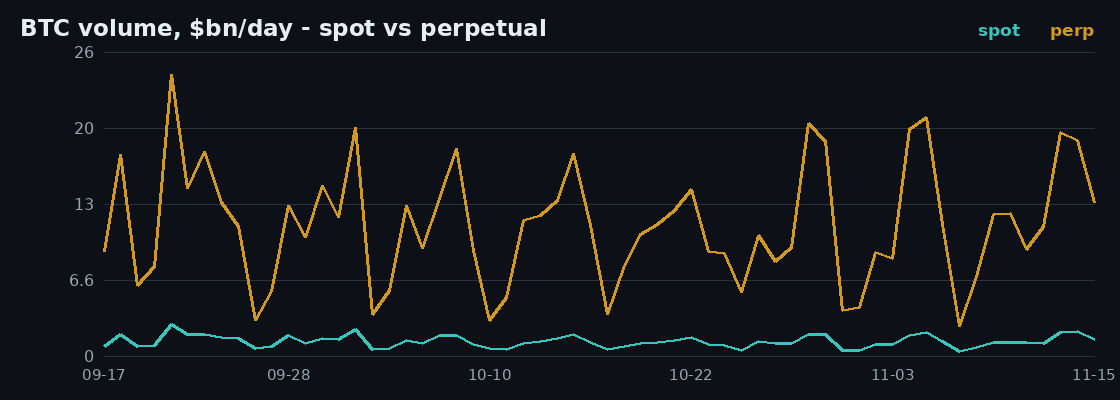 BTC volume, $bn/day - spot vs perpetual
spot perp
26
20
13
6.6
0
09-17 09-28 10-10 10-22 11-03 11-15